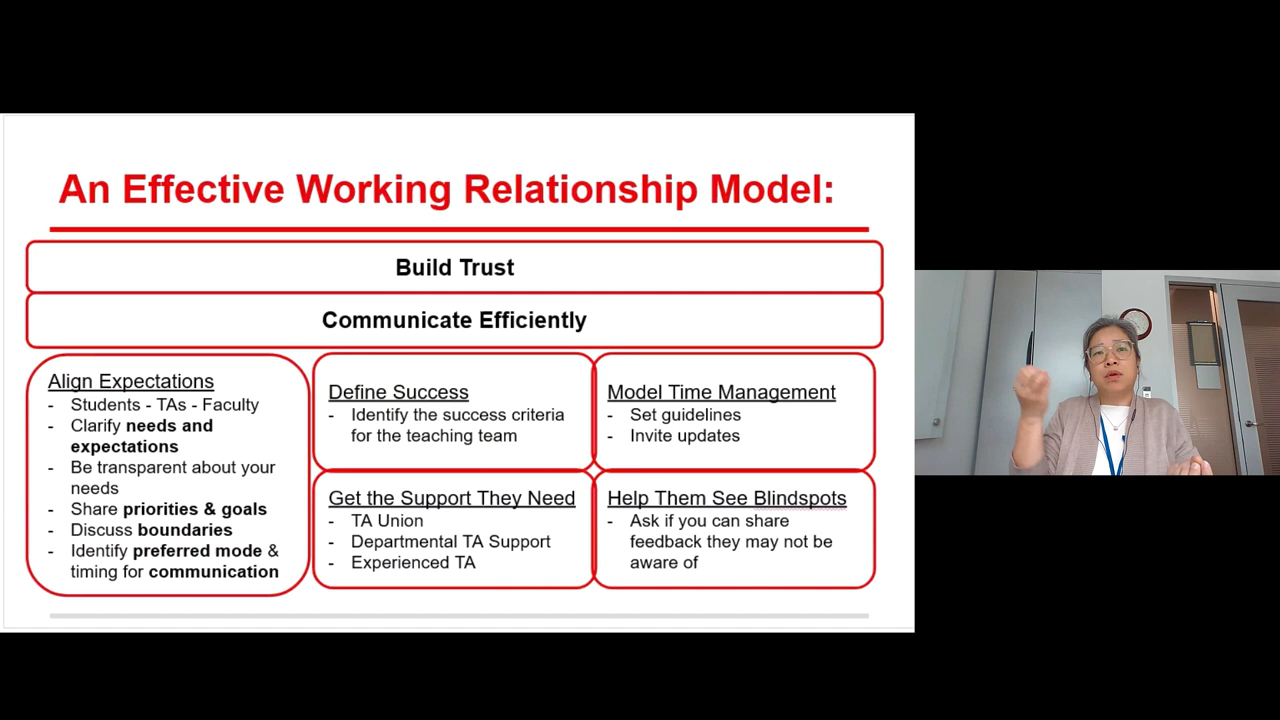 An Effective Working Relationship Model:
Build Trust
Communicate Efficiently
Align Expectations
- Students - TAs - Faculty
- Clarify needs and
expectations
- Be transparent about your
needs
- Share priorities & goals
- Discuss boundaries
- Identify preferred mode &
timing for communication
Define Success
- Identify the success criteria
for the teaching team
Model Time Management
- Set guidelines
- Invite updates
Get the Support They Need
- TA Union
- Departmental TA Support
- Experienced TA
Help Them See Blindspots
- Ask if you can share
feedback they may not be
aware of